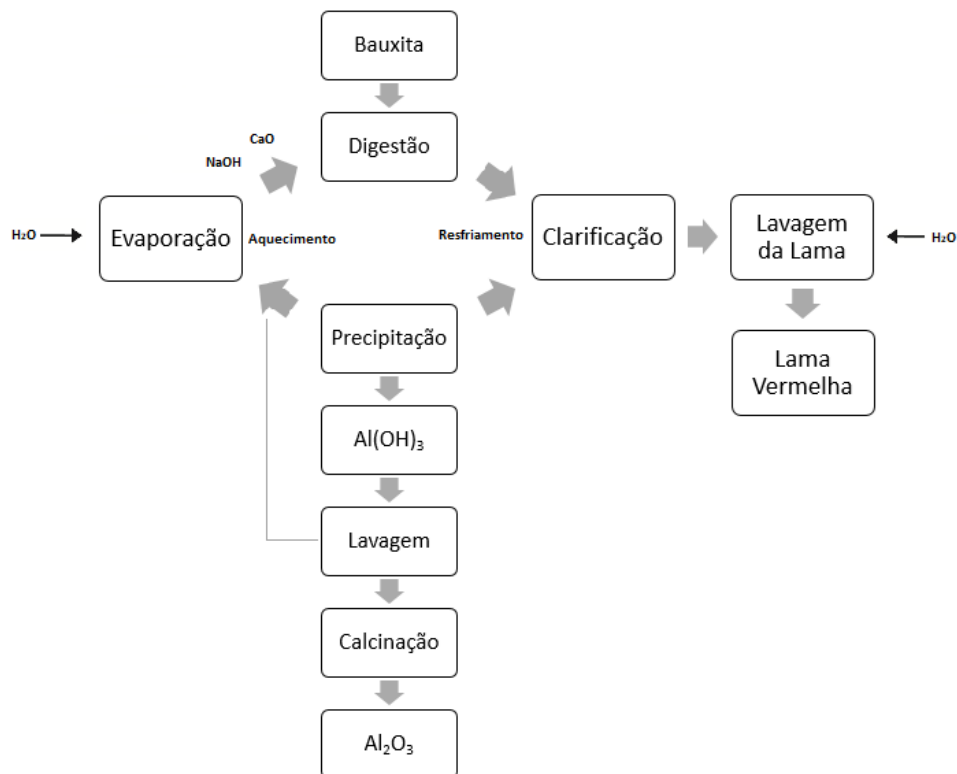 Bauxita
Digestão
CaO
NaOH
H₂O
Evaporação
Aquecimento
Resfriamento
Clarificação
Lavagem
da Lama
H₂O
Precipitação
Lama
Vermelha
Al(OH)₃
Lavagem
Calcinação
Al₂O₃